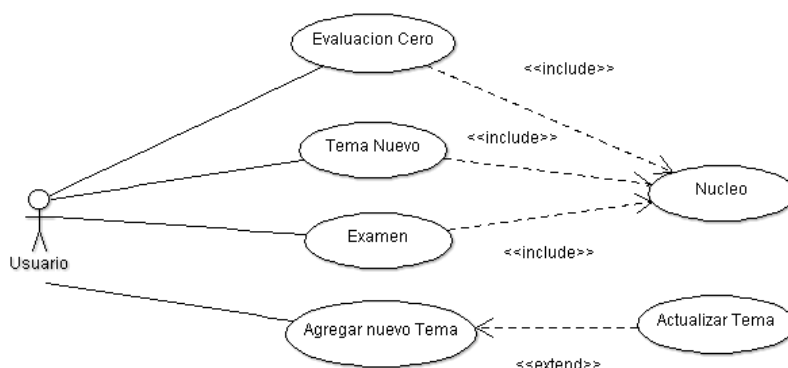 Evaluacion Cero
<<include>>
Tema Nuevo
<<include>>
Nucleo
Examen
<<include>>
Usuario
Agregar nuevo Tema
Actualizar Tema
<<extend>>